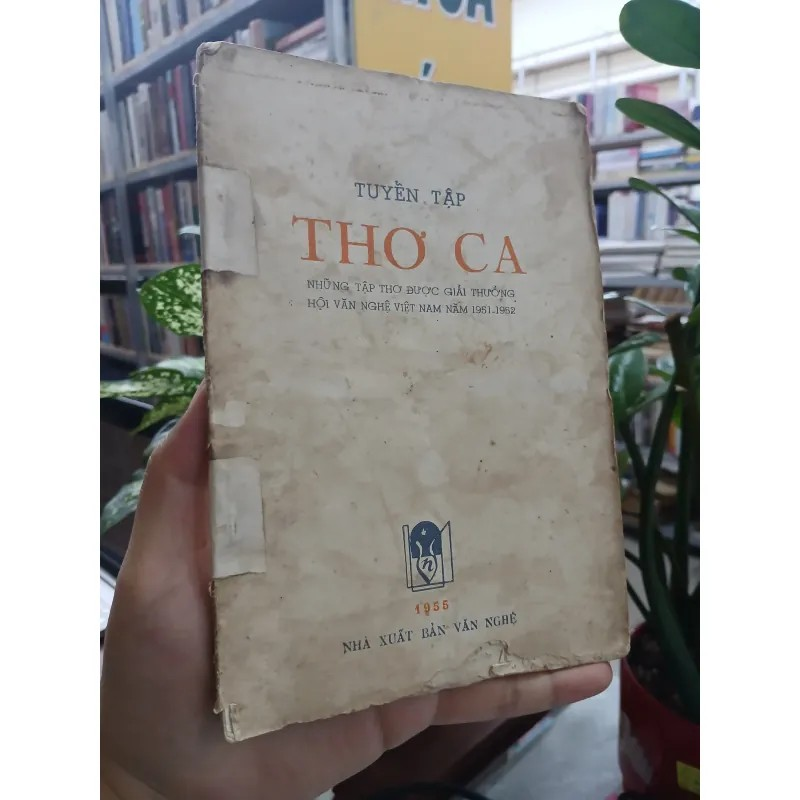 TUYỂN TẬP
THƠ CA
NHỮNG TẬP THƠ ĐƯỢC GIẢI THƯỞNG
HỘI VĂN NGHỆ VIỆT NAM NĂM 1951-1952
n
1955
NHÀ XUẤT BẢN VĂN NGHỆ